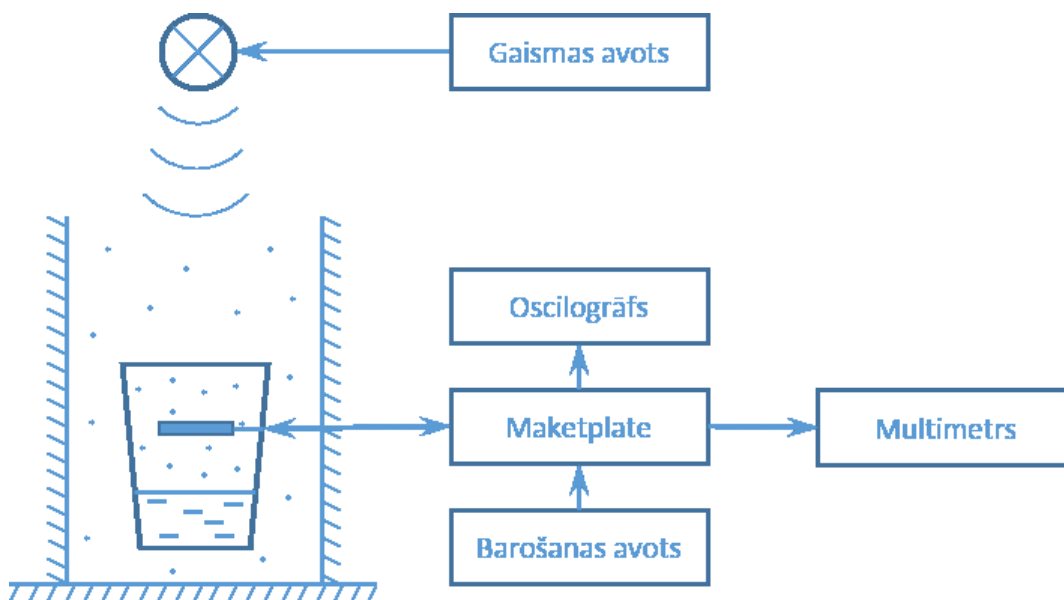 Gaismas avots
Oscilogrāfs
Maketplate
Multimetrs
Barošanas avots